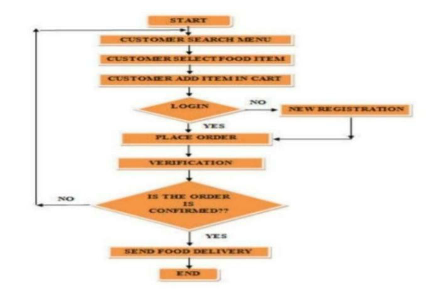 START
CUSTOMER SEARCH MENU
CUSTOMER SELECT FOOD ITEM
CUSTOMER ADD ITEM IN CART
LOGIN
NO
NEW REGISTRATION
YES
PLACE ORDER
VERIFICATION
IS THE ORDER
IS
CONFIRMED??
NO
YES
SEND FOOD DELIVERY
END